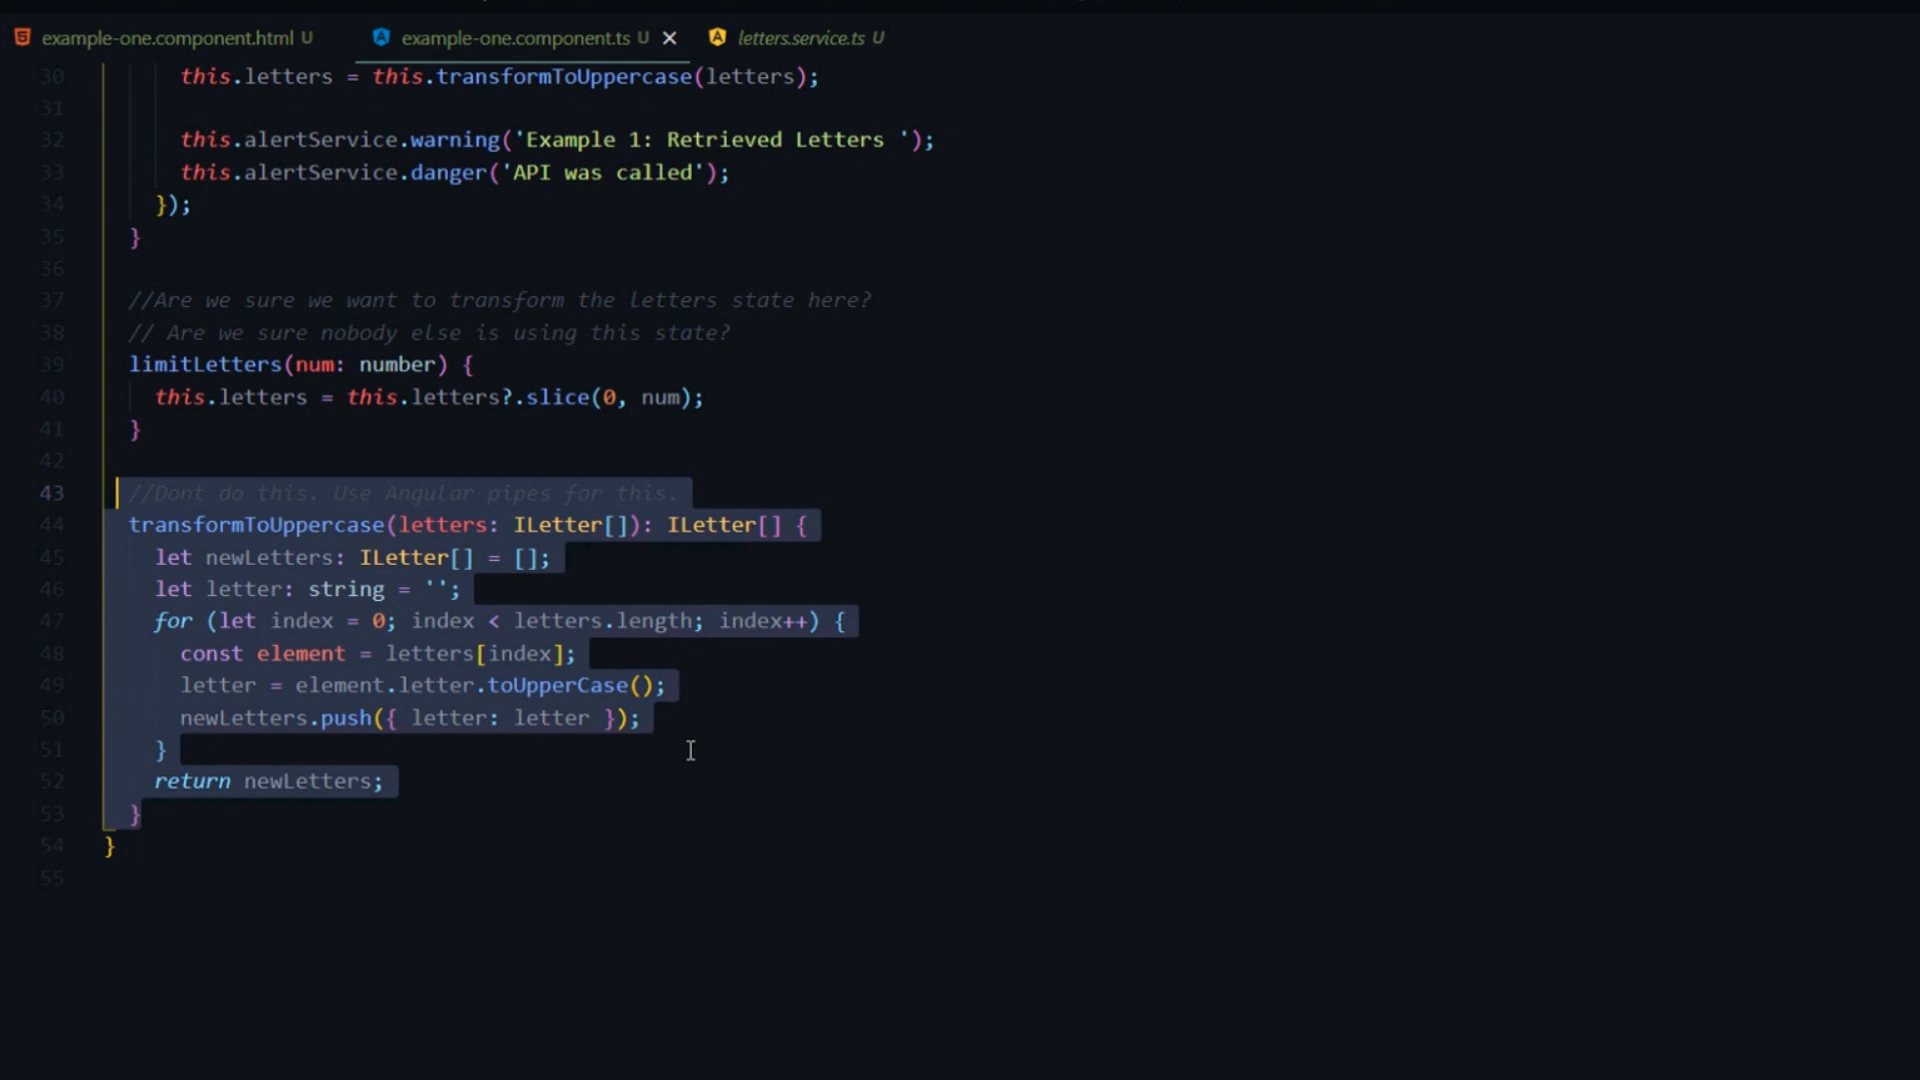 example-one.component.html U example-one.component.ts U letters.service.ts U
30 this.letters = this.transformToUppercase(letters);
31
32 this.alertService.warning('Example 1: Retrieved Letters ');
33 this.alertService.danger('API was called');
34 });
35 }
36
37 //Are we sure we want to transform the Letters state here?
38 // Are we sure nobody else is using this state?
39 limitLetters(num: number) {
40 this.letters = this.letters?.slice(0, num);
41 }
42
43 //Dont do this. Use Angular pipes for this.
44 transformToUppercase(letters: ILetter[]): ILetter[] {
45 let newLetters: ILetter[] = [];
46 let letter: string = '';
47 for (let index = 0; index < letters.length; index++) {
48 const element = letters[index];
49 letter = element.letter.toUpperCase();
50 newLetters.push({ letter: letter });
51 }
52 return newLetters;
53 }
54 }
55